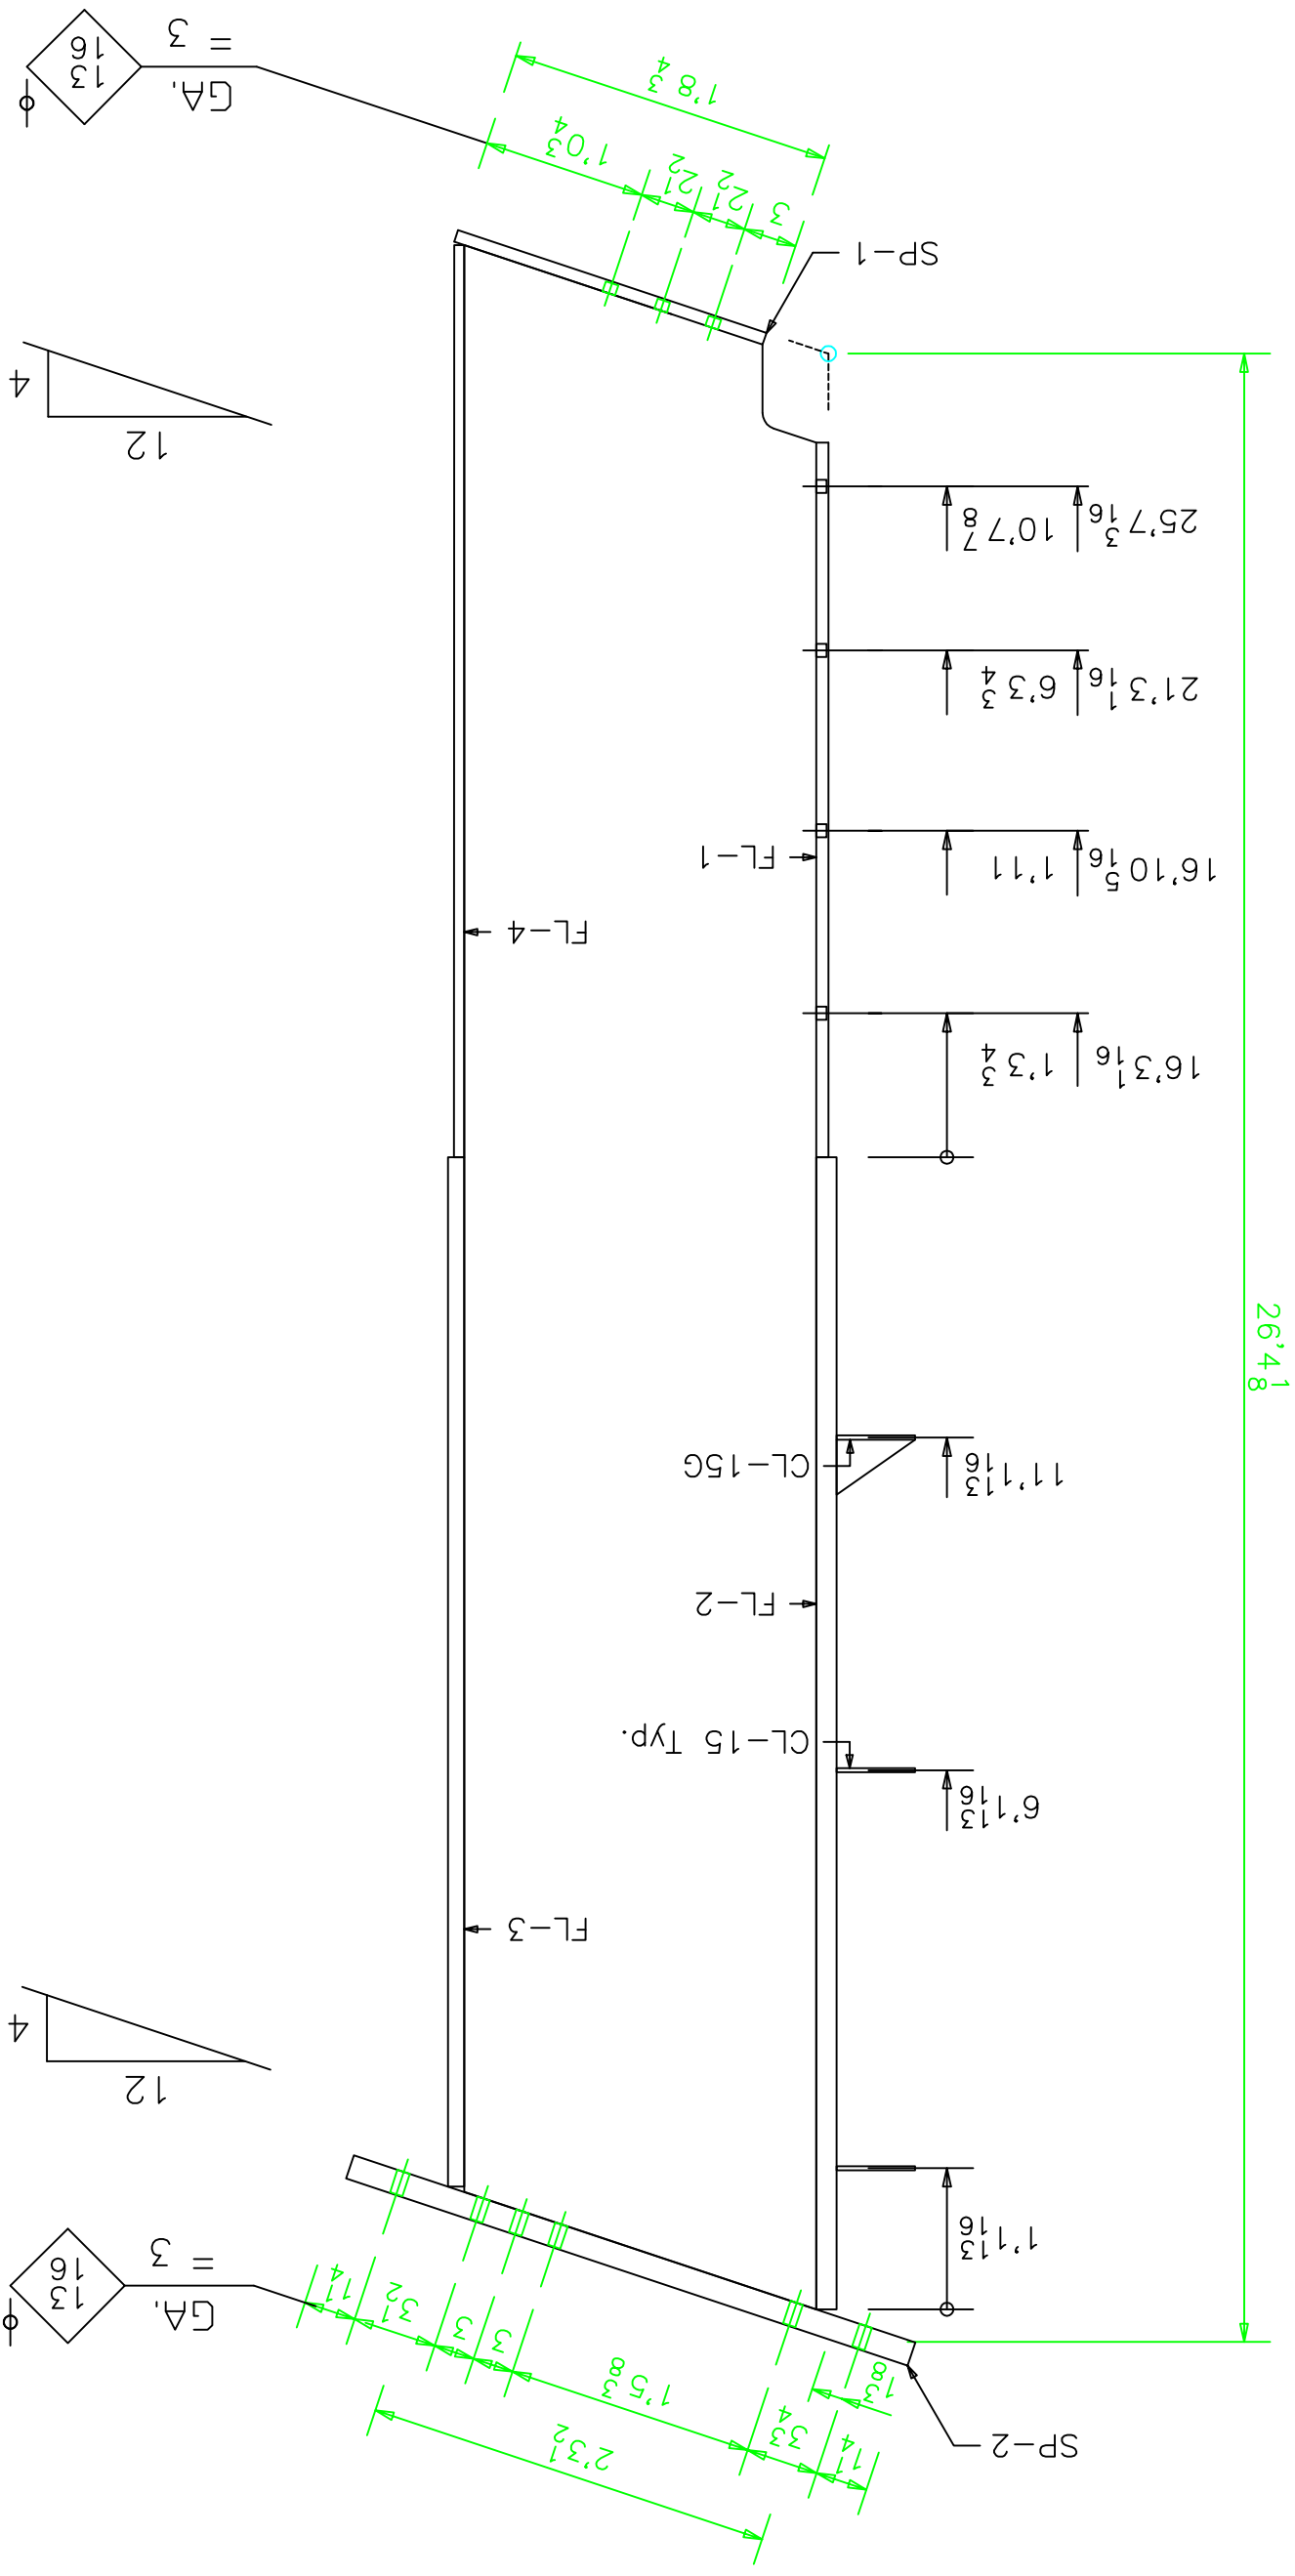 2'3 1/2
SP-2
1 1/4
3 3/4
1 3/8
1'5 3/8
3
3
3 1/2
1 1/4
GA.
= 3
13/16
ϕ
1'1 13/16
12
4
FL-3
6'1 13/16
CL-15 Typ.
FL-2
11'1 13/16
CL-15G
26'4 1/8
16'3 1/16
1'3 3/4
FL-4
16'10 5/16
1'11
FL-1
21'3 1/16
6'3 3/4
25'7 3/16
10'7 7/8
12
4
SP-1
3
2 1/2
2 1/2
1'0 3/4
1'8 3/4
GA.
= 3
13/16
ϕ